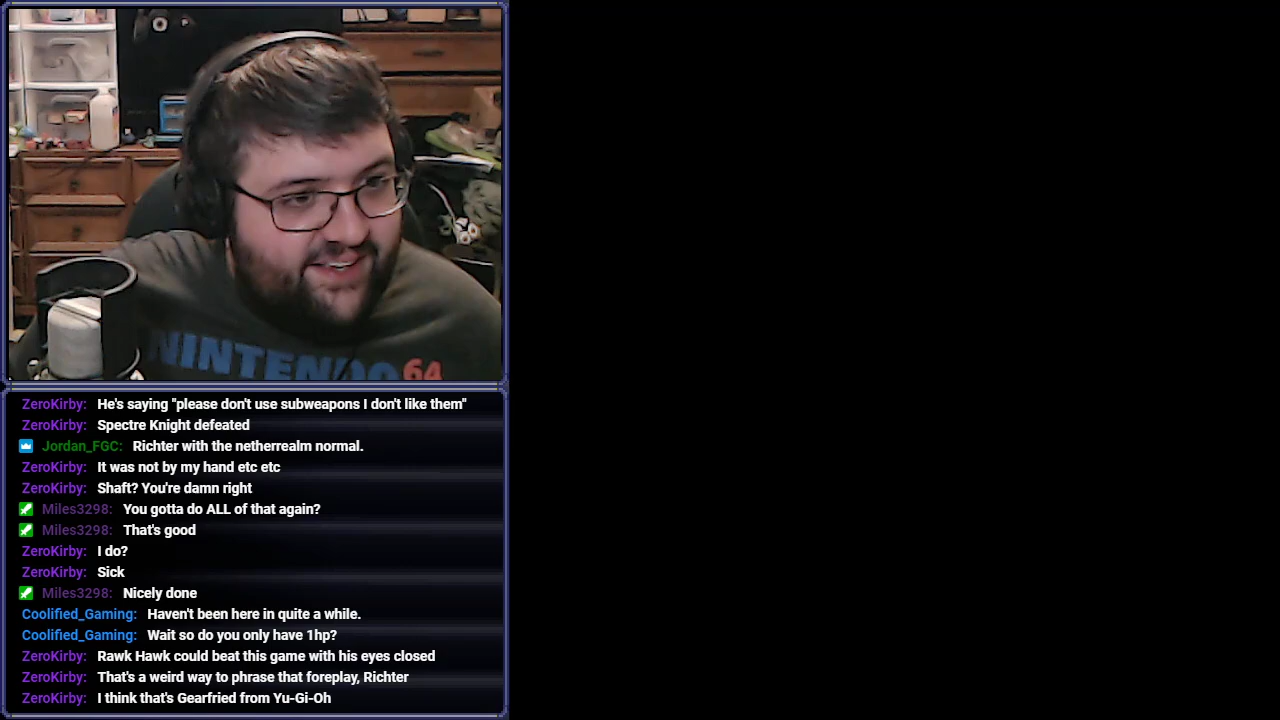 NINTENDO 64
ZeroKirby: He's saying "please don't use subweapons I don't like them"
ZeroKirby: Spectre Knight defeated
Jordan_FGC: Richter with the netherrealm normal.
ZeroKirby: It was not by my hand etc etc
ZeroKirby: Shaft? You're damn right
Miles3298: You gotta do ALL of that again?
Miles3298: That's good
ZeroKirby: I do?
ZeroKirby: Sick
Miles3298: Nicely done
Coolified_Gaming: Haven't been here in quite a while.
Coolified_Gaming: Wait so do you only have 1hp?
ZeroKirby: Rawk Hawk could beat this game with his eyes closed
ZeroKirby: That's a weird way to phrase that foreplay, Richter
ZeroKirby: I think that's Gearfried from Yu-Gi-Oh